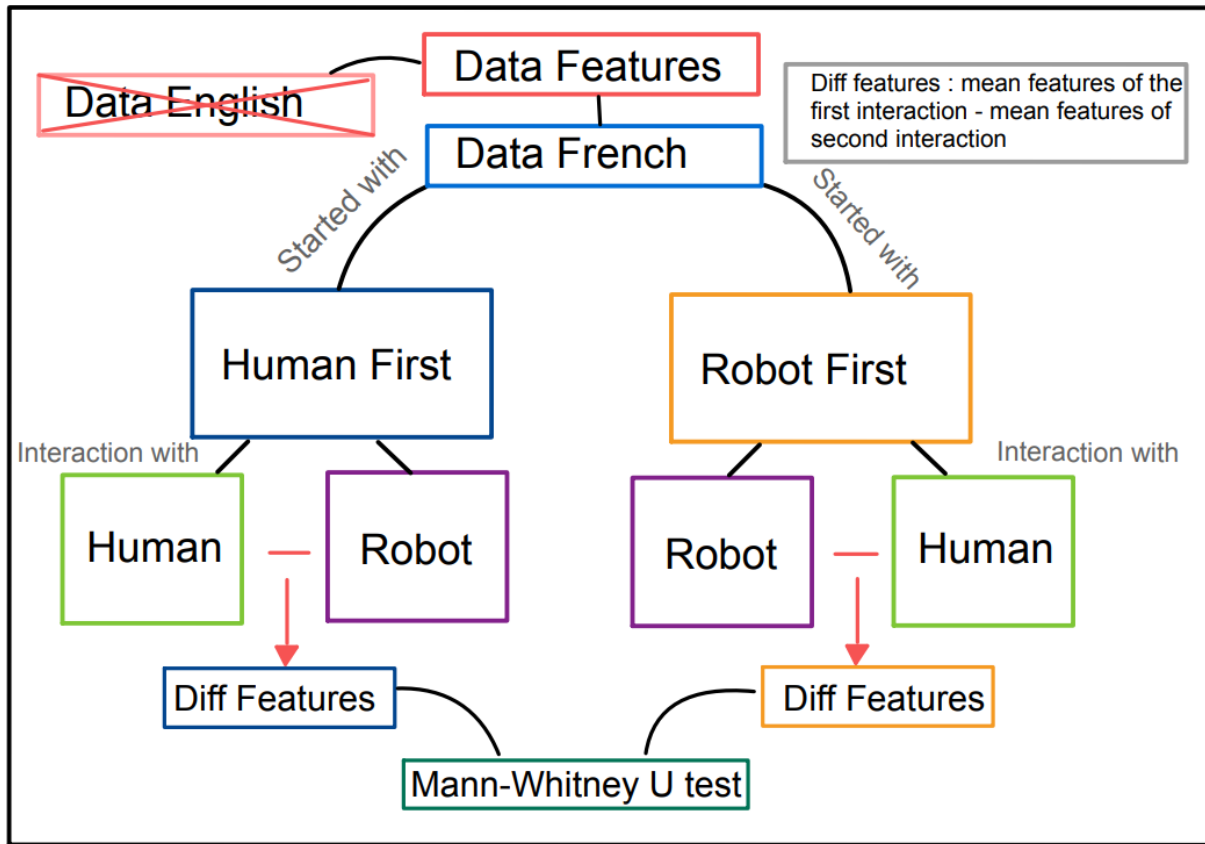 Data Features
Data English
Diff features : mean features of the
first interaction - mean features of
second interaction
Data French
Started with
Started with
Human First
Robot First
Interaction with
Interaction with
Human
Robot
Robot
Human
Diff Features
Diff Features
Mann-Whitney U test